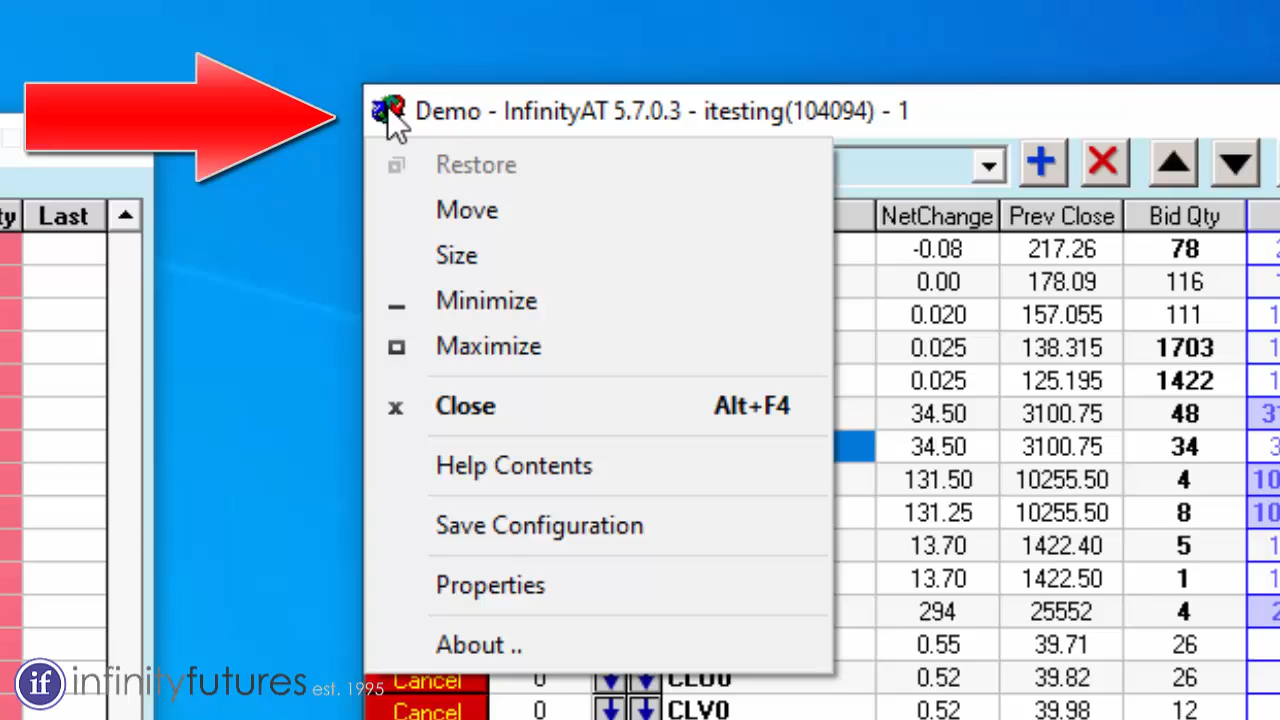 Demo - InfinityAT 5.7.0.3 - itesting(104094) - 1
Restore
Move
Size
Minimize
Maximize
Close Alt+F4
Help Contents
Save Configuration
Properties
About ..
ty Last
NetChange Prev Close Bid Qty
-0.08 217.26 78
0.00 178.09 116
0.020 157.055 111
0.025 138.315 1703
0.025 125.195 1422
34.50 3100.75 48
34.50 3100.75 34
131.50 10255.50 4
131.25 10255.50 8
13.70 1422.40 5
13.70 1422.50 1
294 25552 4
0.55 39.71 26
Cancel 0 CLU0 0.52 39.82 26
Cancel 0 CLV0 0.52 39.98 12
if infinityfutures est. 1995